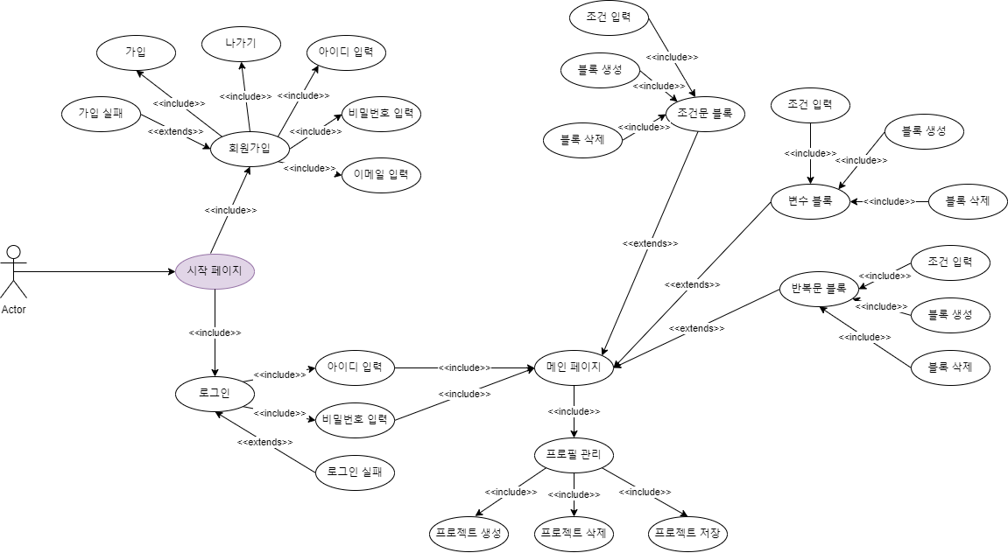 조건 입력
가입
나가기
아이디 입력
<<include>>
블록 생성
<<include>>
<<include>>
<<include>>
<<include>>
가입 실패
<<extends>>
비밀번호 입력
<<include>>
조건문 블록
조건 입력
블록 삭제
<<include>>
블록 생성
회원가입
<<include>>
이메일 입력
<<include>>
<<include>>
변수 블록
<<include>>
블록 삭제
<<include>>
<<extends>>
시작 페이지
조건 입력
<<include>>
<<extends>>
반복문 블록
Actor
<<include>>
블록 생성
<<extends>>
<<include>>
<<include>>
블록 삭제
아이디 입력
<<include>>
<<include>>
메인 페이지
로그인
<<include>>
<<include>>
비밀번호 입력
<<include>>
<<extends>>
프로필 관리
로그인 실패
<<include>>
<<include>>
<<include>>
프로젝트 생성
프로젝트 삭제
프로젝트 저장